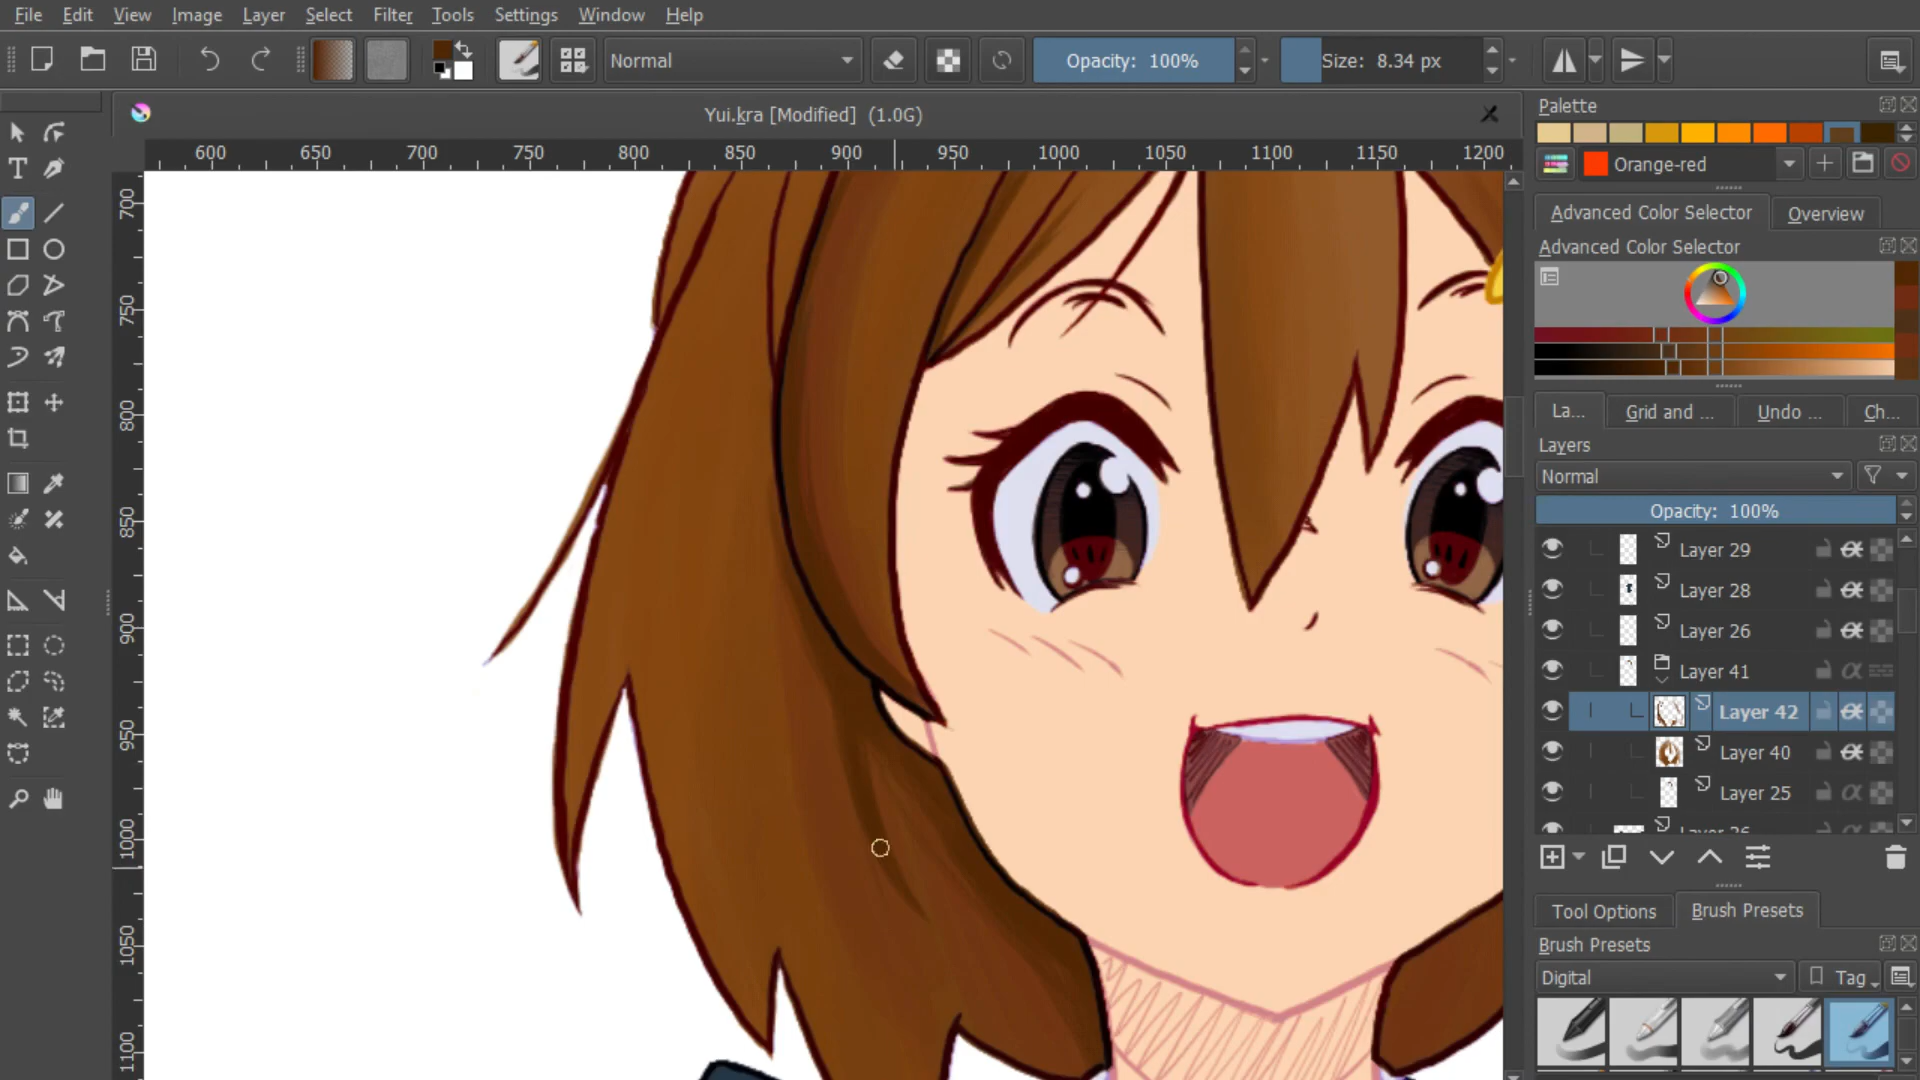 File Edit View Image Layer Select Filter Tools Settings Window Help
Normal Opacity: 100% Size: 8.34 px
Yui.kra [Modified] (1.0G)
600 650 700 750 800 850 900 950 1000 1050 1100 1150 1200
700
750
800
850
900
950
1000
1050
1100
Palette
Orange-red
Advanced Color Selector Overview
Advanced Color Selector
La... Grid and ... Undo ... Ch...
Layers
Normal
Opacity: 100%
Layer 29
Layer 28
Layer 26
Layer 41
Layer 42
Layer 40
Layer 25
Tool Options Brush Presets
Brush Presets
Digital Tag